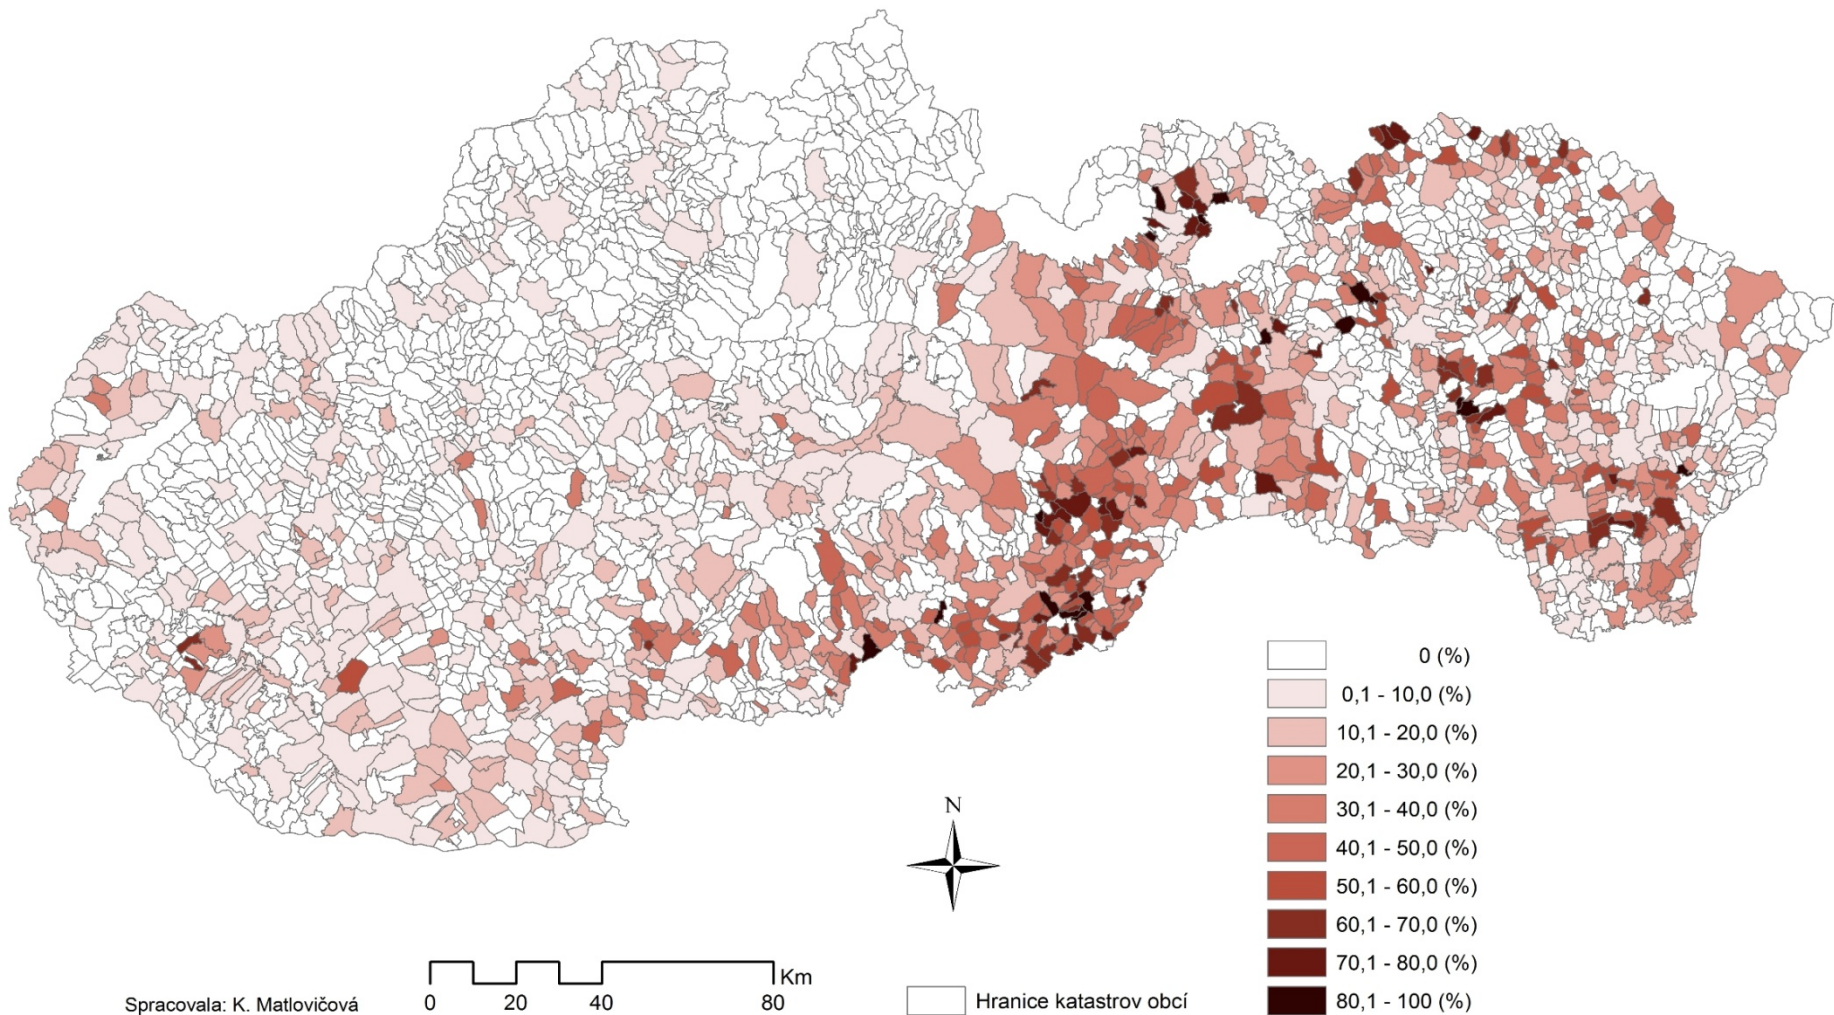 0 (%)
0,1 - 10,0 (%)
10,1 - 20,0 (%)
20,1 - 30,0 (%)
30,1 - 40,0 (%)
40,1 - 50,0 (%)
50,1 - 60,0 (%)
60,1 - 70,0 (%)
70,1 - 80,0 (%)
80,1 - 100 (%)
N
Km
0 20 40 80
Spracovala: K. Matlovičová
Hranice katastrov obcí